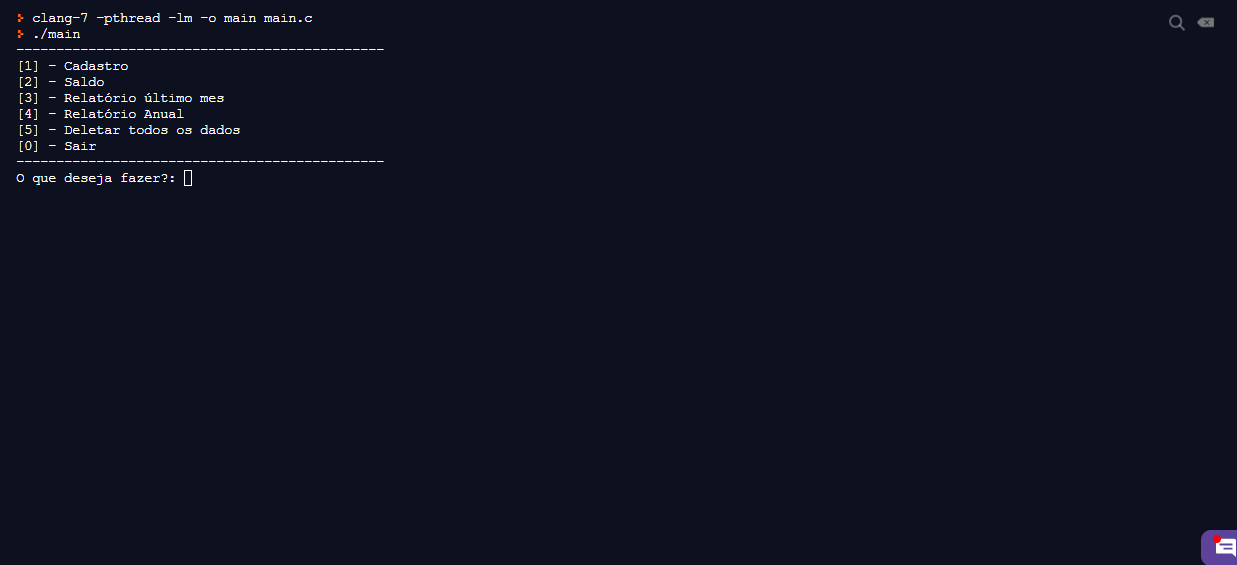 clang-7 -pthread -lm -o main main.c
./main
----------------------------------------------
[1] - Cadastro
[2] - Saldo
[3] - Relatório último mes
[4] - Relatório Anual
[5] - Deletar todos os dados
[0] - Sair
----------------------------------------------
O que deseja fazer?: